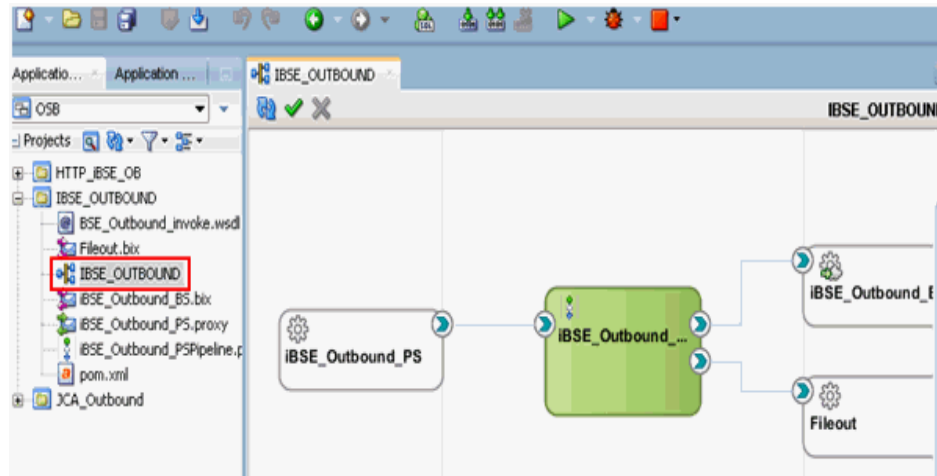 Applicatio...
Application ...
IBSE_OUTBOUND
OSB
IBSE_OUTBOUN
Projects
HTTP_iBSE_OB
IBSE_OUTBOUND
BSE_Outbound_invoke.wsdl
Fileout.bix
IBSE_OUTBOUND
iBSE_Outbound_BS.bix
iBSE_Outbound_PS.proxy
iBSE_Outbound_PSPipeline.p
pom.xml
JCA_Outbound
iBSE_Outbound_PS
iBSE_Outbound_...
iBSE_Outbound_B
Fileout